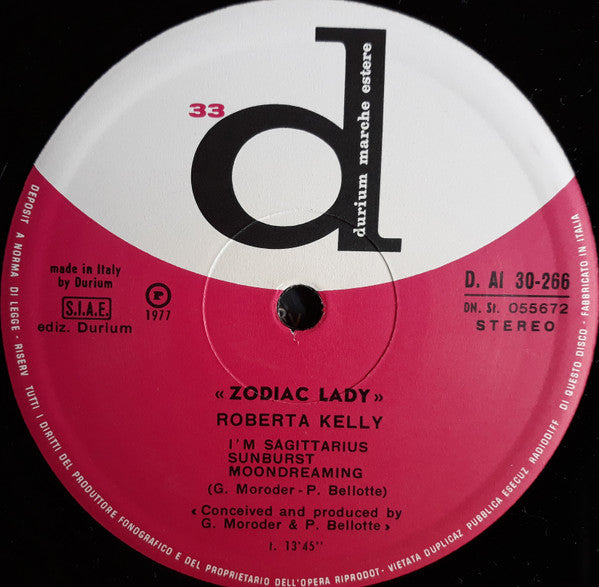 33
d
durium marche estere
made in Italy
by Durium
S.I.A.E.
ediz. Durium
P
1977
D. AI 30-266
DN. St. 055672
STEREO
« ZODIAC LADY »
ROBERTA KELLY
I'M SAGITTARIUS
SUNBURST
MOONDREAMING
(G. Moroder - P. Bellotte)
« Conceived and produced by
G. Moroder & P. Bellotte »
t. 13'45''
DEPOSIT A NORMA DI LEGGE - RISERV TUTTI I DIRITTI DEL PRODUTTORE FONOGRAFICO E DEL PROPRIETARIO DELL'OPERA RIPRODOT - VIETATA DUPLICAZ PUBBLICA ESECUZ RADIODIFF DI QUESTO DISCO - FABBRICATO IN ITALIA